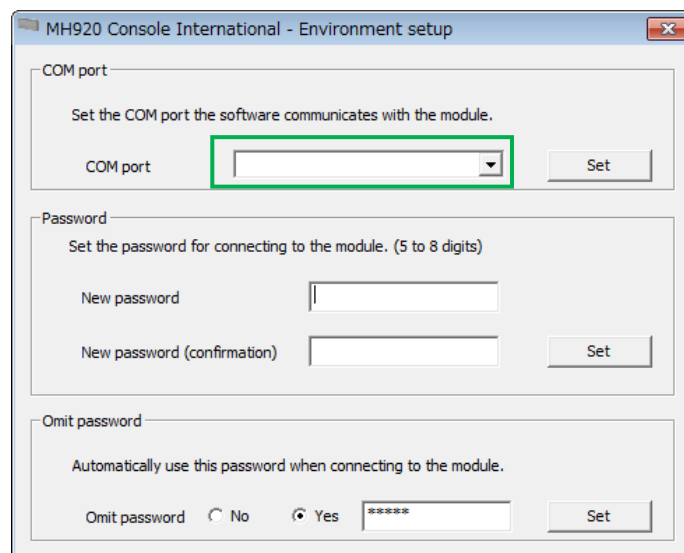 MH920 Console International - Environment setup
COM port
Set the COM port the software communicates with the module.
COM port Set
Password
Set the password for connecting to the module. (5 to 8 digits)
New password
New password (confirmation) Set
Omit password
Automatically use this password when connecting to the module.
Omit password No Yes ***** Set